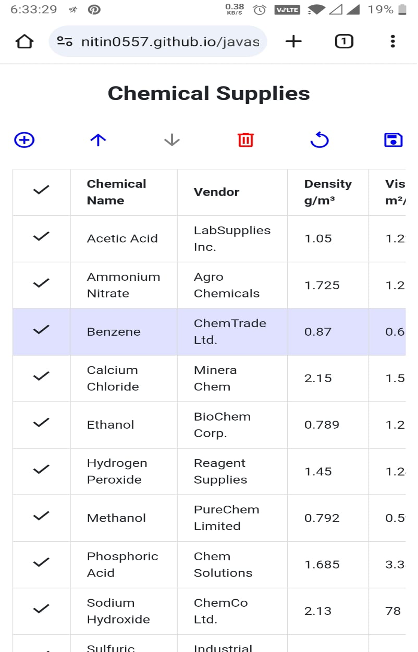 6:33:29
0.38
KB/S
VoLTE
19%
nitin0557.github.io/javas
1
Chemical Supplies
Chemical
Name
Vendor
Density
g/m³
Vis
m²/
Acetic Acid
LabSupplies
Inc.
1.05
1.2
Ammonium
Nitrate
Agro
Chemicals
1.725
1.2
Benzene
ChemTrade
Ltd.
0.87
0.6
Calcium
Chloride
Minera
Chem
2.15
1.5
Ethanol
BioChem
Corp.
0.789
1.2
Hydrogen
Peroxide
Reagent
Supplies
1.45
1.2
Methanol
PureChem
Limited
0.792
0.5
Phosphoric
Acid
Chem
Solutions
1.685
3.3
Sodium
Hydroxide
ChemCo
Ltd.
2.13
78
Sulfuric
Industrial